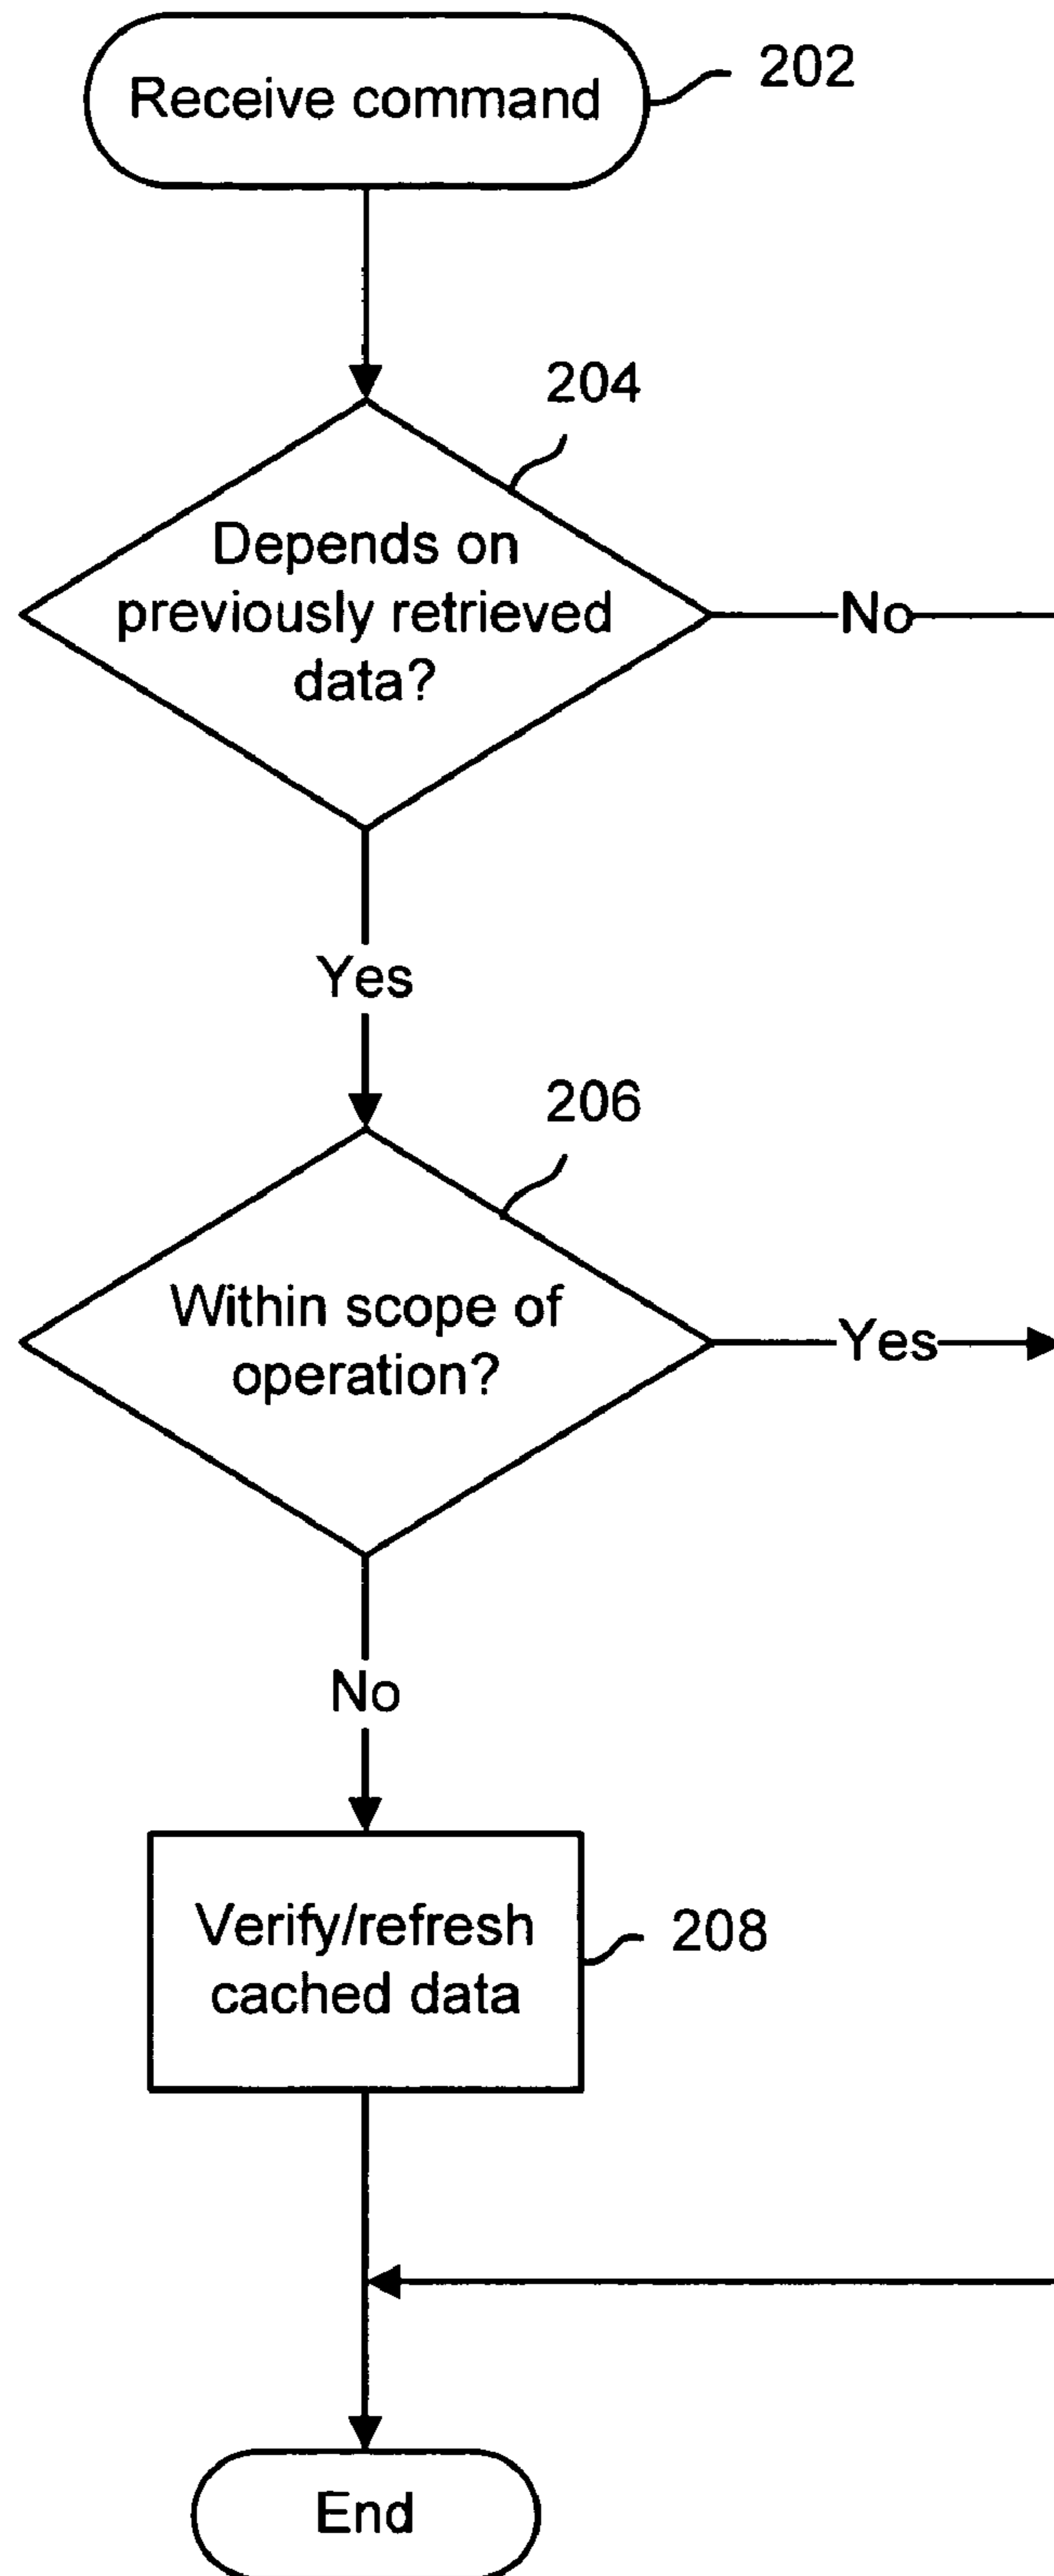 Receive command
202
204
Depends on
previously retrieved
data?
No
Yes
206
Within scope of
operation?
Yes
No
Verify/refresh
cached data
208
End